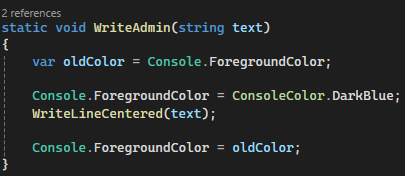 2 references
static void WriteAdmin(string text)
{
var oldColor = Console.ForegroundColor;
Console.ForegroundColor = ConsoleColor.DarkBlue;
WriteLineCentered(text);
Console.ForegroundColor = oldColor;
}